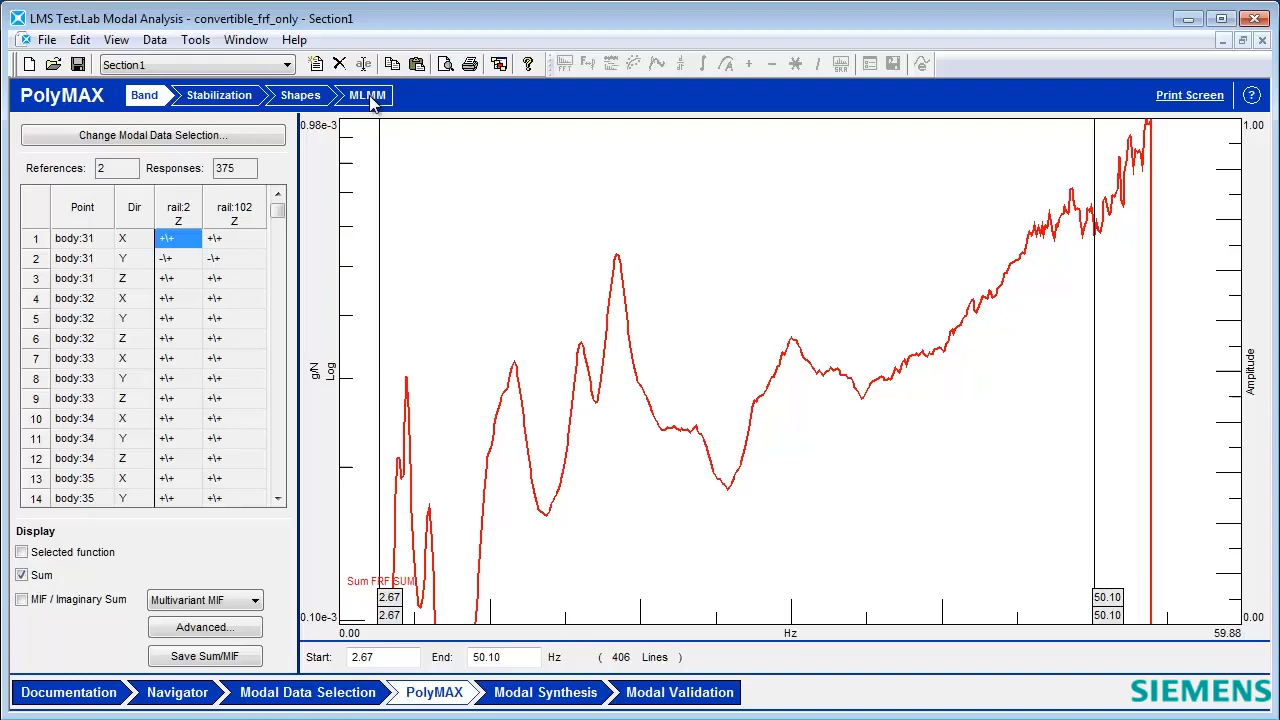 LMS Test.Lab Modal Analysis - convertible_frf_only - Section1
File Edit View Data Tools Window Help
Section1
PolyMAX Band Stabilization Shapes MLMM Print Screen ?
Change Modal Data Selection...
References: 2 Responses: 375
Point Dir rail:2 Z rail:102 Z
1 body:31 X +\+ +\+
2 body:31 Y -\+ -\+
3 body:31 Z +\+ +\+
4 body:32 X +\+ +\+
5 body:32 Y +\+ +\+
6 body:32 Z +\+ +\+
7 body:33 X +\+ +\+
8 body:33 Y +\+ +\+
9 body:33 Z +\+ +\+
10 body:34 X +\+ +\+
11 body:34 Y +\+ +\+
12 body:34 Z +\+ +\+
13 body:35 X +\+ +\+
14 body:35 Y +\+ +\+
Display
Selected function
Sum
MIF / Imaginary Sum Multivariant MIF
Advanced...
Save Sum/MIF
0.98e-3
g/N
Log
0.10e-3
Sum FRF SUM
2.67
2.67
50.10
50.10
1.00
Amplitude
0.00
0.00 Hz 59.88
Start: 2.67 End: 50.10 Hz ( 406 Lines )
Documentation Navigator Modal Data Selection PolyMAX Modal Synthesis Modal Validation
SIEMENS